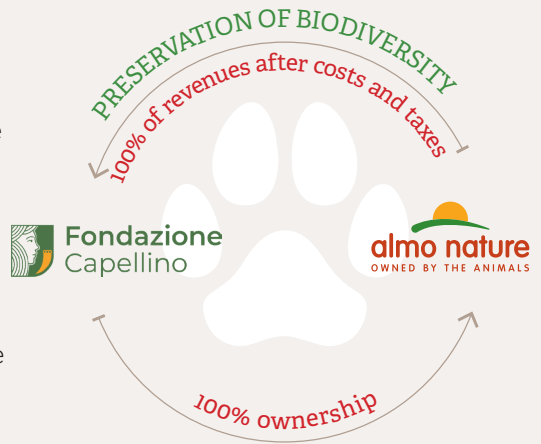 PRESERVATION OF BIODIVERSITY
100% of revenues after costs and taxes
e
Fondazione
Capellino
almo nature
OWNED BY THE ANIMALS
e
100% ownership